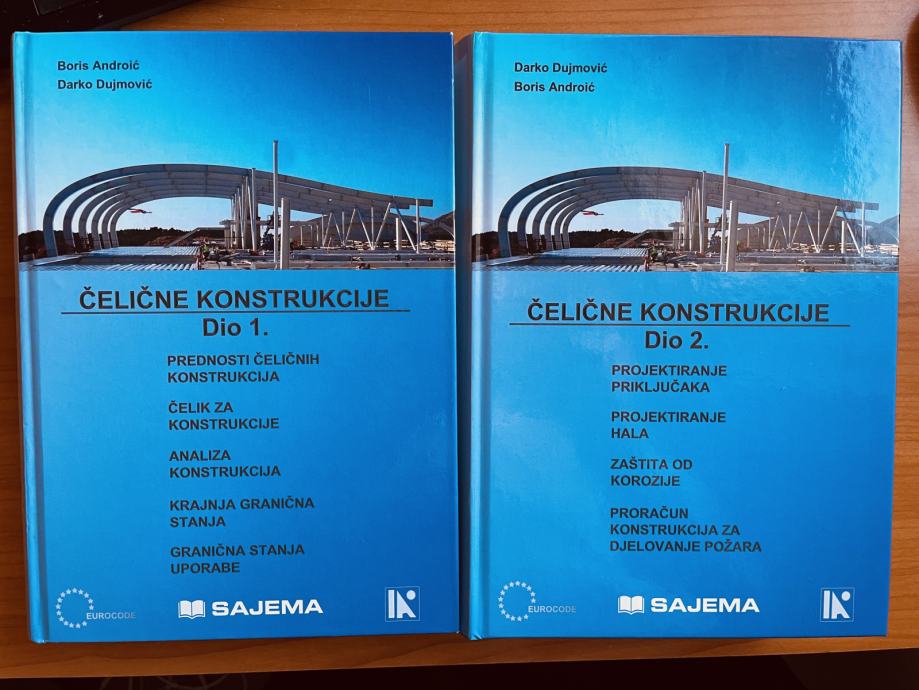 Boris Androić
Darko Dujmović
ČELIČNE KONSTRUKCIJE
Dio 1.
PREDNOSTI ČELIČNIH
KONSTRUKCIJA
ČELIK ZA
KONSTRUKCIJE
ANALIZA
KONSTRUKCIJA
KRAJNJA GRANIČNA
STANJA
GRANIČNA STANJA
UPORABE
EUROCODE
SAJEMA
Darko Dujmović
Boris Androić
ČELIČNE KONSTRUKCIJE
Dio 2.
PROJEKTIRANJE
PRIKLJUČAKA
PROJEKTIRANJE
HALA
ZAŠTITA OD
KOROZIJE
PRORAČUN
KONSTRUKCIJA ZA
DJELOVANJE POŽARA
EUROCODE
SAJEMA